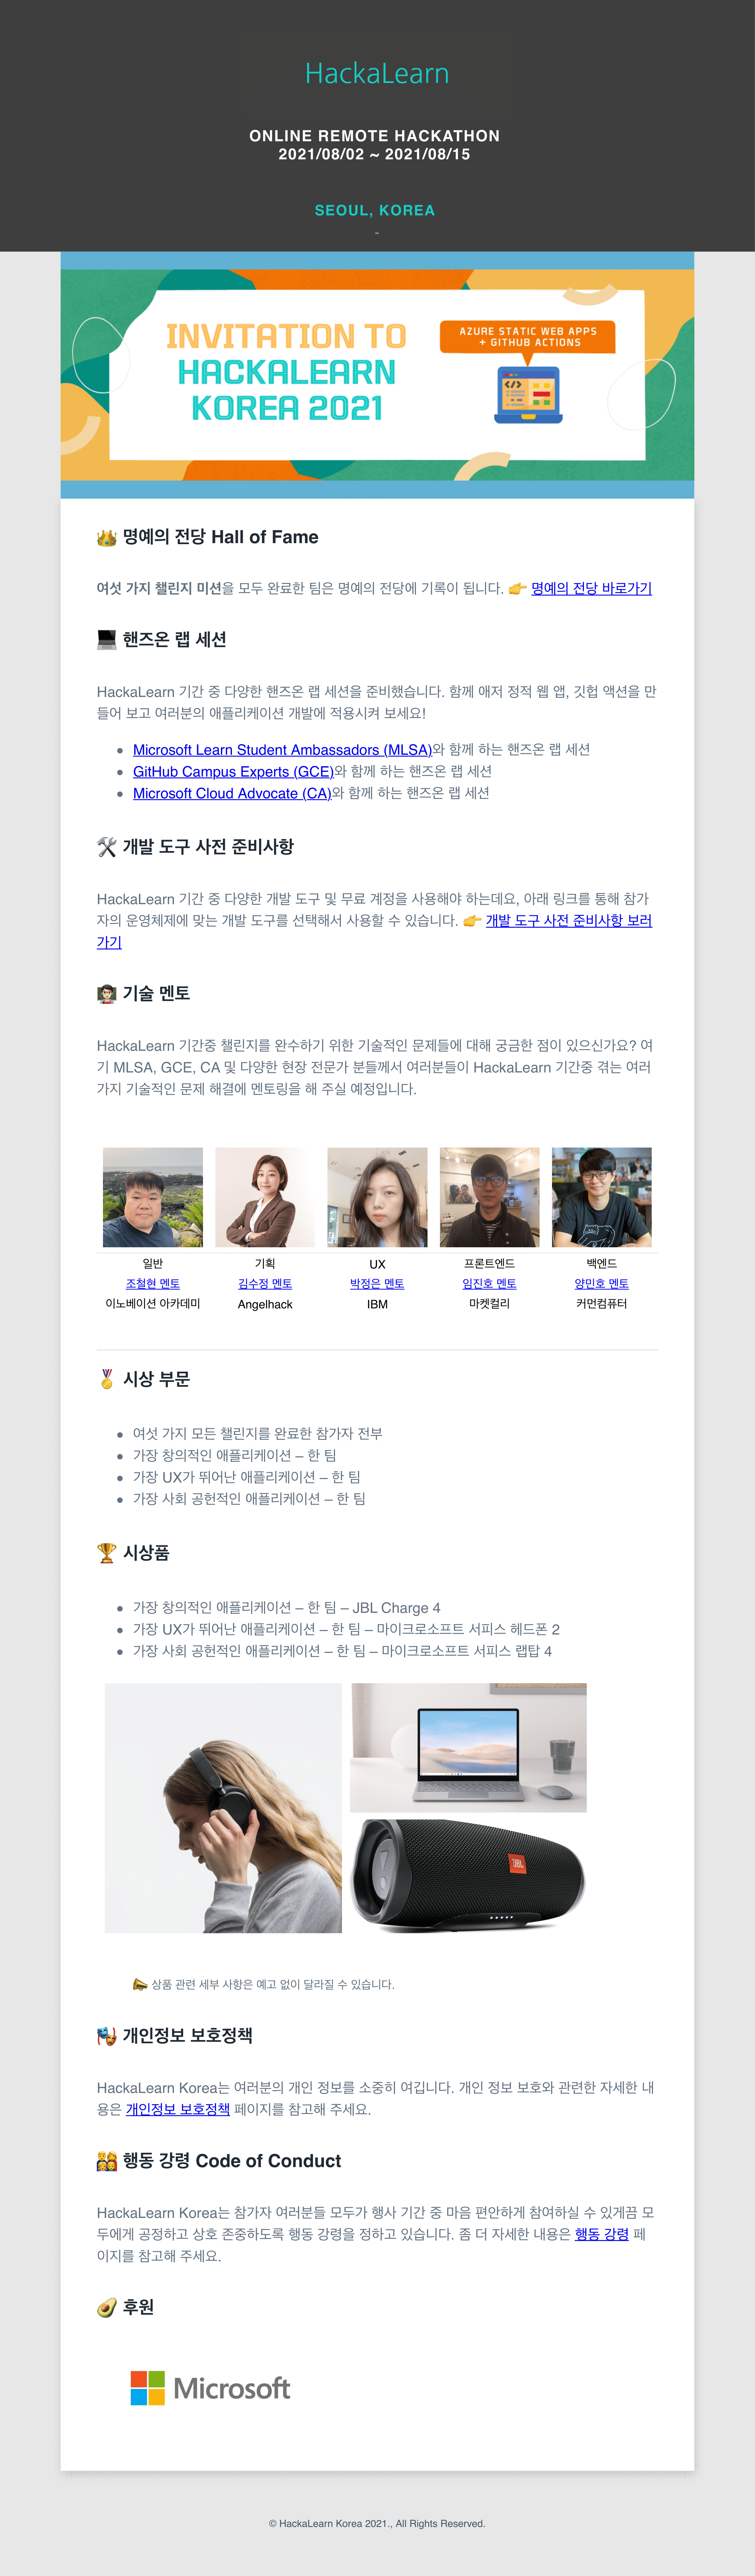 HackaLearn
ONLINE REMOTE HACKATHON
2021/08/02 ~ 2021/08/15
SEOUL, KOREA
–
INVITATION TO
HACKALEARN
KOREA 2021
AZURE STATIC WEB APPS
+ GITHUB ACTIONS
👑 명예의 전당 Hall of Fame
여섯 가지 챌린지 미션을 모두 완료한 팀은 명예의 전당에 기록이 됩니다. 👉 명예의 전당 바로가기
💻 핸즈온 랩 세션
HackaLearn 기간 중 다양한 핸즈온 랩 세션을 준비했습니다. 함께 애저 정적 웹 앱, 깃헙 액션을 만
들어 보고 여러분의 애플리케이션 개발에 적용시켜 보세요!
● Microsoft Learn Student Ambassadors (MLSA)와 함께 하는 핸즈온 랩 세션
● GitHub Campus Experts (GCE)와 함께 하는 핸즈온 랩 세션
● Microsoft Cloud Advocate (CA)와 함께 하는 핸즈온 랩 세션
🛠 개발 도구 사전 준비사항
HackaLearn 기간 중 다양한 개발 도구 및 무료 계정을 사용해야 하는데요, 아래 링크를 통해 참가
자의 운영체제에 맞는 개발 도구를 선택해서 사용할 수 있습니다. 👉 개발 도구 사전 준비사항 보러
가기
👨🏻‍🏫 기술 멘토
HackaLearn 기간중 챌린지를 완수하기 위한 기술적인 문제들에 대해 궁금한 점이 있으신가요? 여
기 MLSA, GCE, CA 및 다양한 현장 전문가 분들께서 여러분들이 HackaLearn 기간중 겪는 여러
가지 기술적인 문제 해결에 멘토링을 해 주실 예정입니다.
일반 기획 UX 프론트엔드 백엔드
조철현 멘토 김수정 멘토 박정은 멘토 임진호 멘토 양민호 멘토
이노베이션 아카데미 Angelhack IBM 마켓컬리 커먼컴퓨터
🏅 시상 부문
● 여섯 가지 모든 챌린지를 완료한 참가자 전부
● 가장 창의적인 애플리케이션 – 한 팀
● 가장 UX가 뛰어난 애플리케이션 – 한 팀
● 가장 사회 공헌적인 애플리케이션 – 한 팀
🏆 시상품
● 가장 창의적인 애플리케이션 – 한 팀 – JBL Charge 4
● 가장 UX가 뛰어난 애플리케이션 – 한 팀 – 마이크로소프트 서피스 헤드폰 2
● 가장 사회 공헌적인 애플리케이션 – 한 팀 – 마이크로소프트 서피스 랩탑 4
JBL
📣 상품 관련 세부 사항은 예고 없이 달라질 수 있습니다.
🎭 개인정보 보호정책
HackaLearn Korea는 여러분의 개인 정보를 소중히 여깁니다. 개인 정보 보호와 관련한 자세한 내
용은 개인정보 보호정책 페이지를 참고해 주세요.
👨‍👩‍👧‍👦 행동 강령 Code of Conduct
HackaLearn Korea는 참가자 여러분들 모두가 행사 기간 중 마음 편안하게 참여하실 수 있게끔 모
두에게 공정하고 상호 존중하도록 행동 강령을 정하고 있습니다. 좀 더 자세한 내용은 행동 강령 페
이지를 참고해 주세요.
🥑 후원
Microsoft
© HackaLearn Korea 2021., All Rights Reserved.